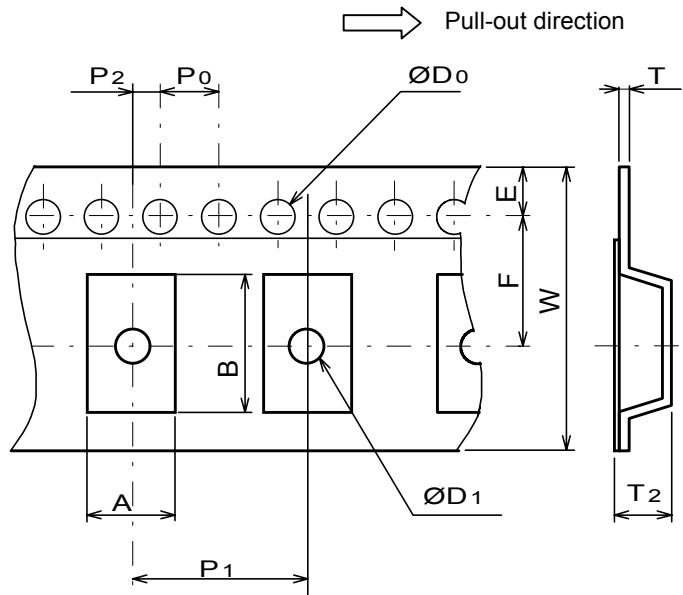 Pull-out direction
P2
P0
ØD0
T
E
F
W
B
A
ØD1
T2
P1